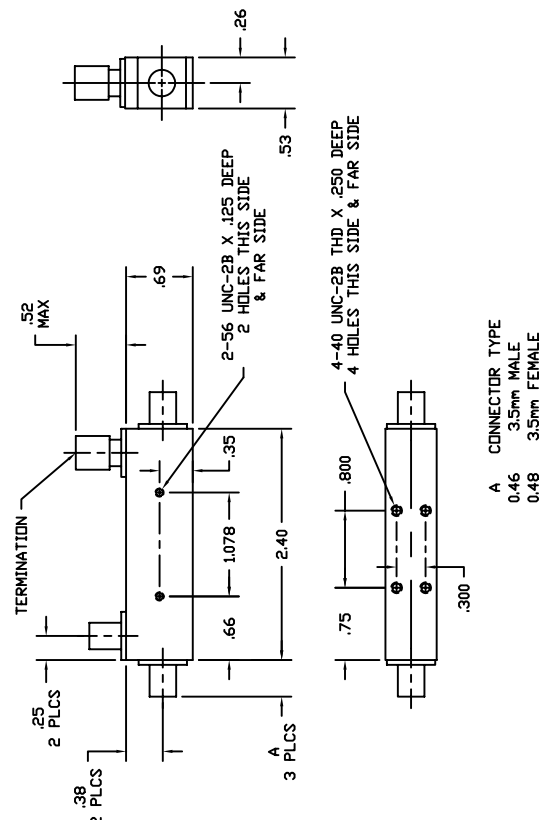 .26
.53
.52
MAX
.69
2-56 UNC-2B X .125 DEEP
2 HOLES THIS SIDE
& FAR SIDE
TERMINATION
.35
1.078
2.40
.66
.25
2 PLCS
.38
2 PLCS
A
3 PLCS
4-40 UNC-2B THD X .250 DEEP
4 HOLES THIS SIDE & FAR SIDE
.800
.75
.300
A CONNECTOR TYPE
0.46 3.5mm MALE
0.48 3.5mm FEMALE